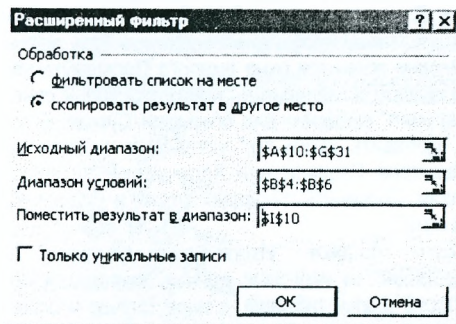 Расширенный фильтр
Обработка
фильтровать список на месте
скопировать результат в другое место
Исходный диапазон: $A$10:$G$31
Диапазон условий: $B$4:$B$6
Поместить результат в диапазон: $I$10
Только уникальные записи
ОК Отмена